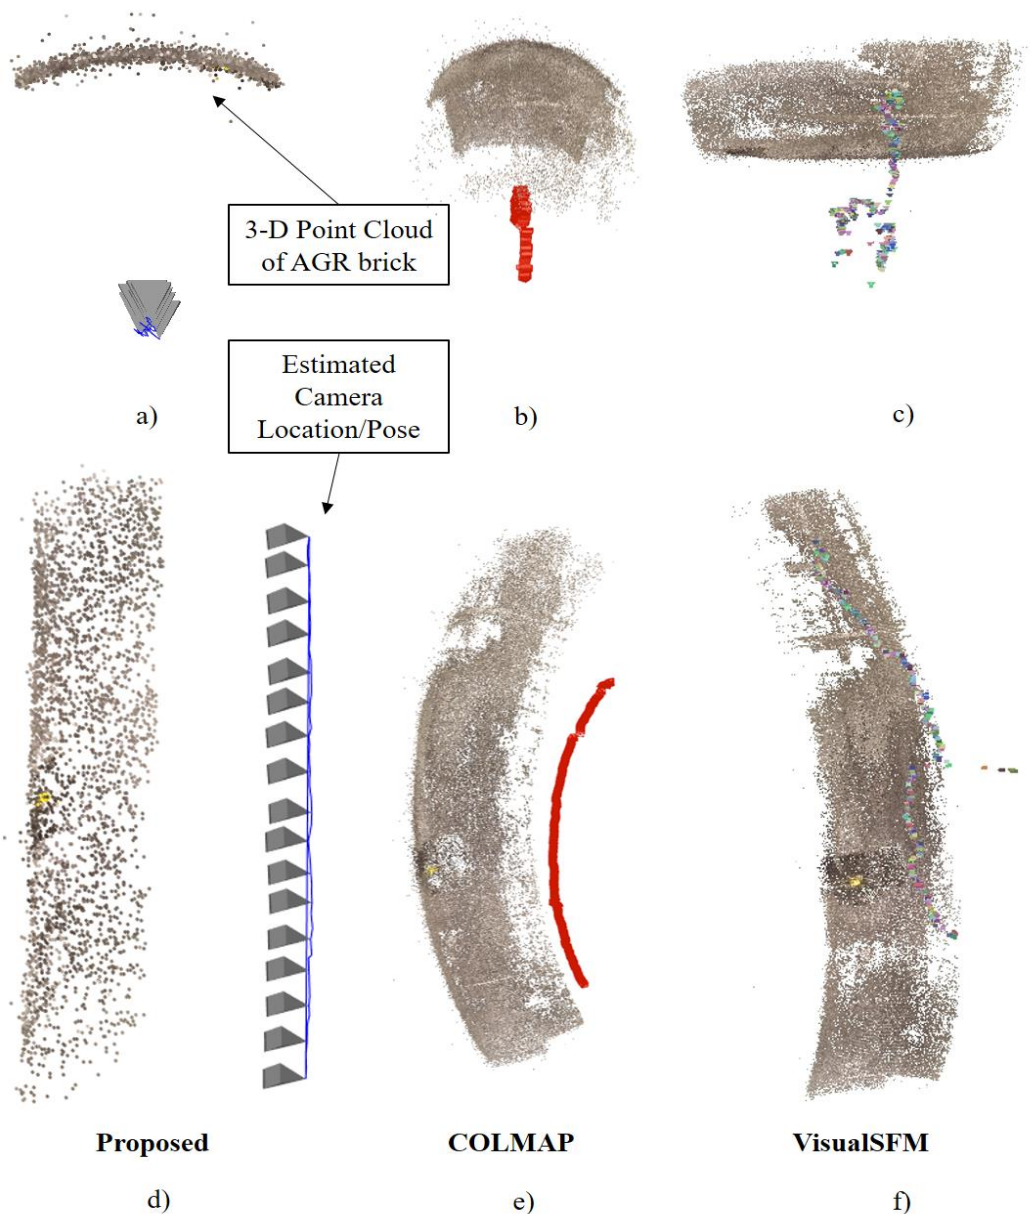 3-D Point Cloud
of AGR brick
Estimated
Camera
Location/Pose
a)
b)
c)
Proposed
COLMAP
VisualSFM
d)
e)
f)